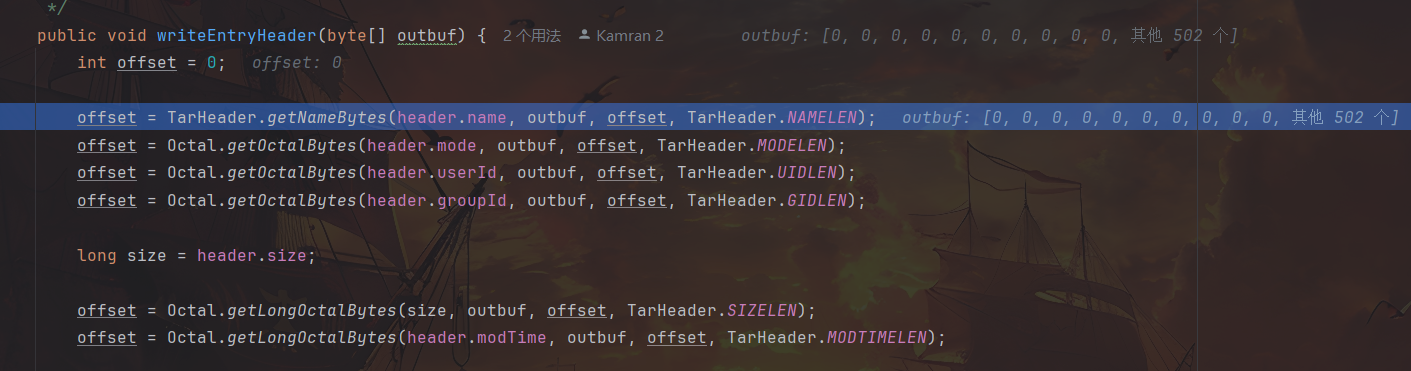 */
public void writeEntryHeader(byte[] outbuf) { 2 个用法 Kamran 2 outbuf: [0, 0, 0, 0, 0, 0, 0, 0, 0, 0, 其他 502 个]
int offset = 0; offset: 0
offset = TarHeader.getNameBytes(header.name, outbuf, offset, TarHeader.NAMELEN); outbuf: [0, 0, 0, 0, 0, 0, 0, 0, 0, 0, 其他 502 个]
offset = Octal.getOctalBytes(header.mode, outbuf, offset, TarHeader.MODELEN);
offset = Octal.getOctalBytes(header.userId, outbuf, offset, TarHeader.UIDLEN);
offset = Octal.getOctalBytes(header.groupId, outbuf, offset, TarHeader.GIDLEN);
long size = header.size;
offset = Octal.getLongOctalBytes(size, outbuf, offset, TarHeader.SIZELEN);
offset = Octal.getLongOctalBytes(header.modTime, outbuf, offset, TarHeader.MODTIMELEN);